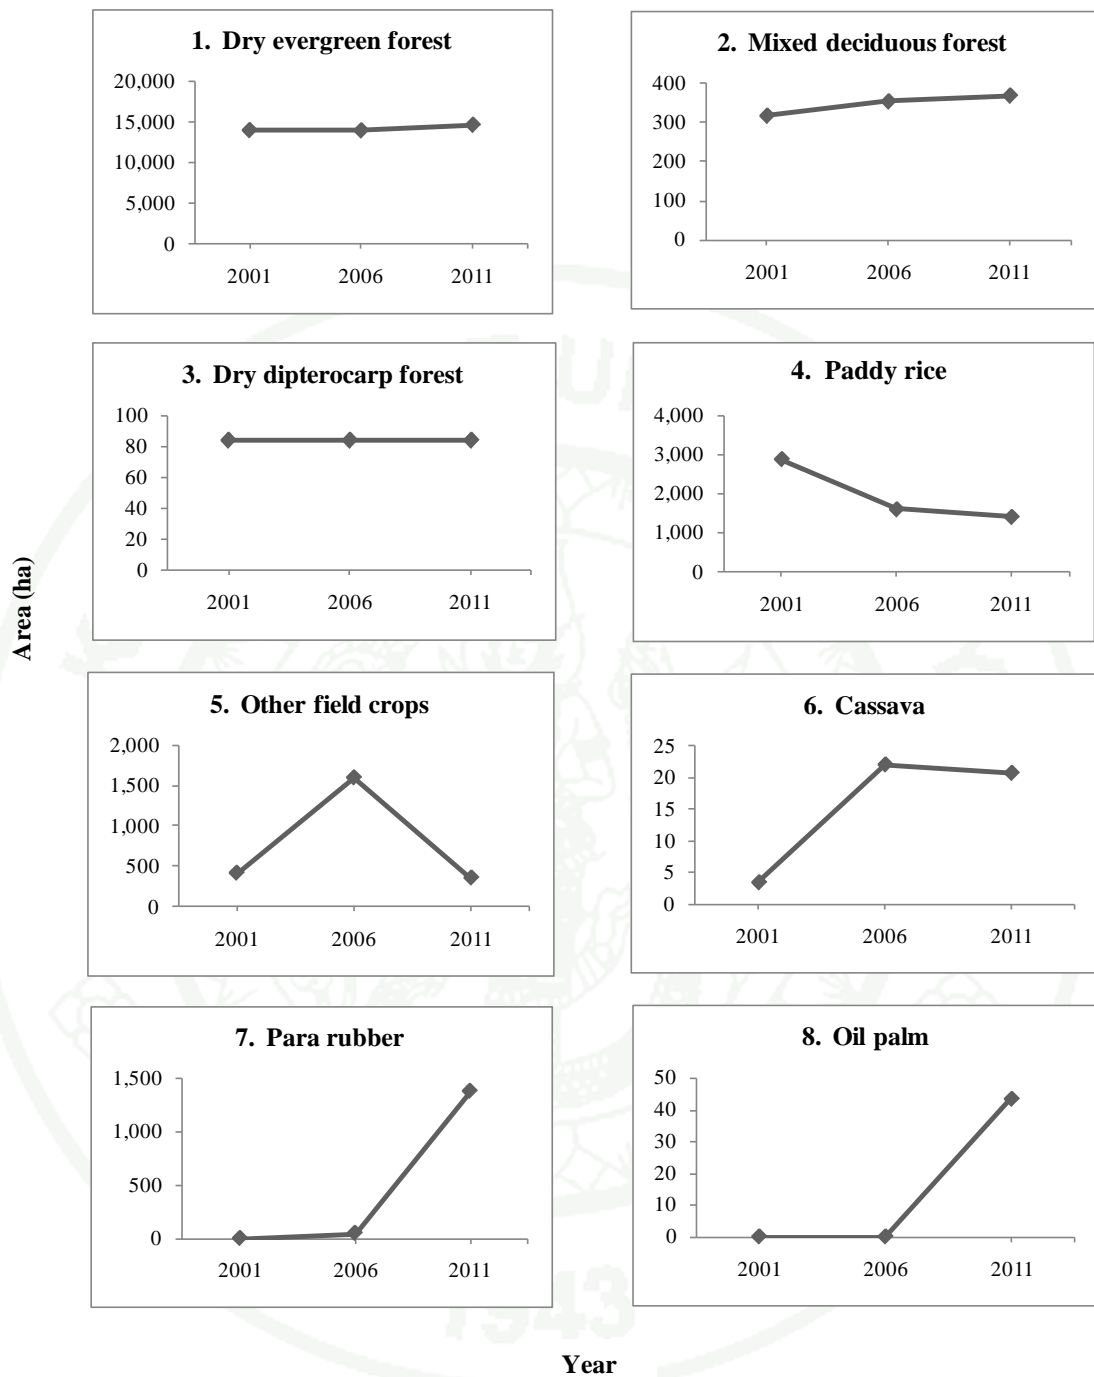 1. Dry evergreen forest
20,000
15,000
10,000
5,000
0
2001 2006 2011
2. Mixed deciduous forest
400
300
200
100
0
2001 2006 2011
3. Dry dipterocarp forest
100
80
60
40
20
0
2001 2006 2011
4. Paddy rice
4,000
3,000
2,000
1,000
0
2001 2006 2011
Area (ha)
5. Other field crops
2,000
1,500
1,000
500
0
2001 2006 2011
6. Cassava
25
20
15
10
5
0
2001 2006 2011
7. Para rubber
1,500
1,000
500
0
2001 2006 2011
8. Oil palm
50
40
30
20
10
0
2001 2006 2011
1943
Year